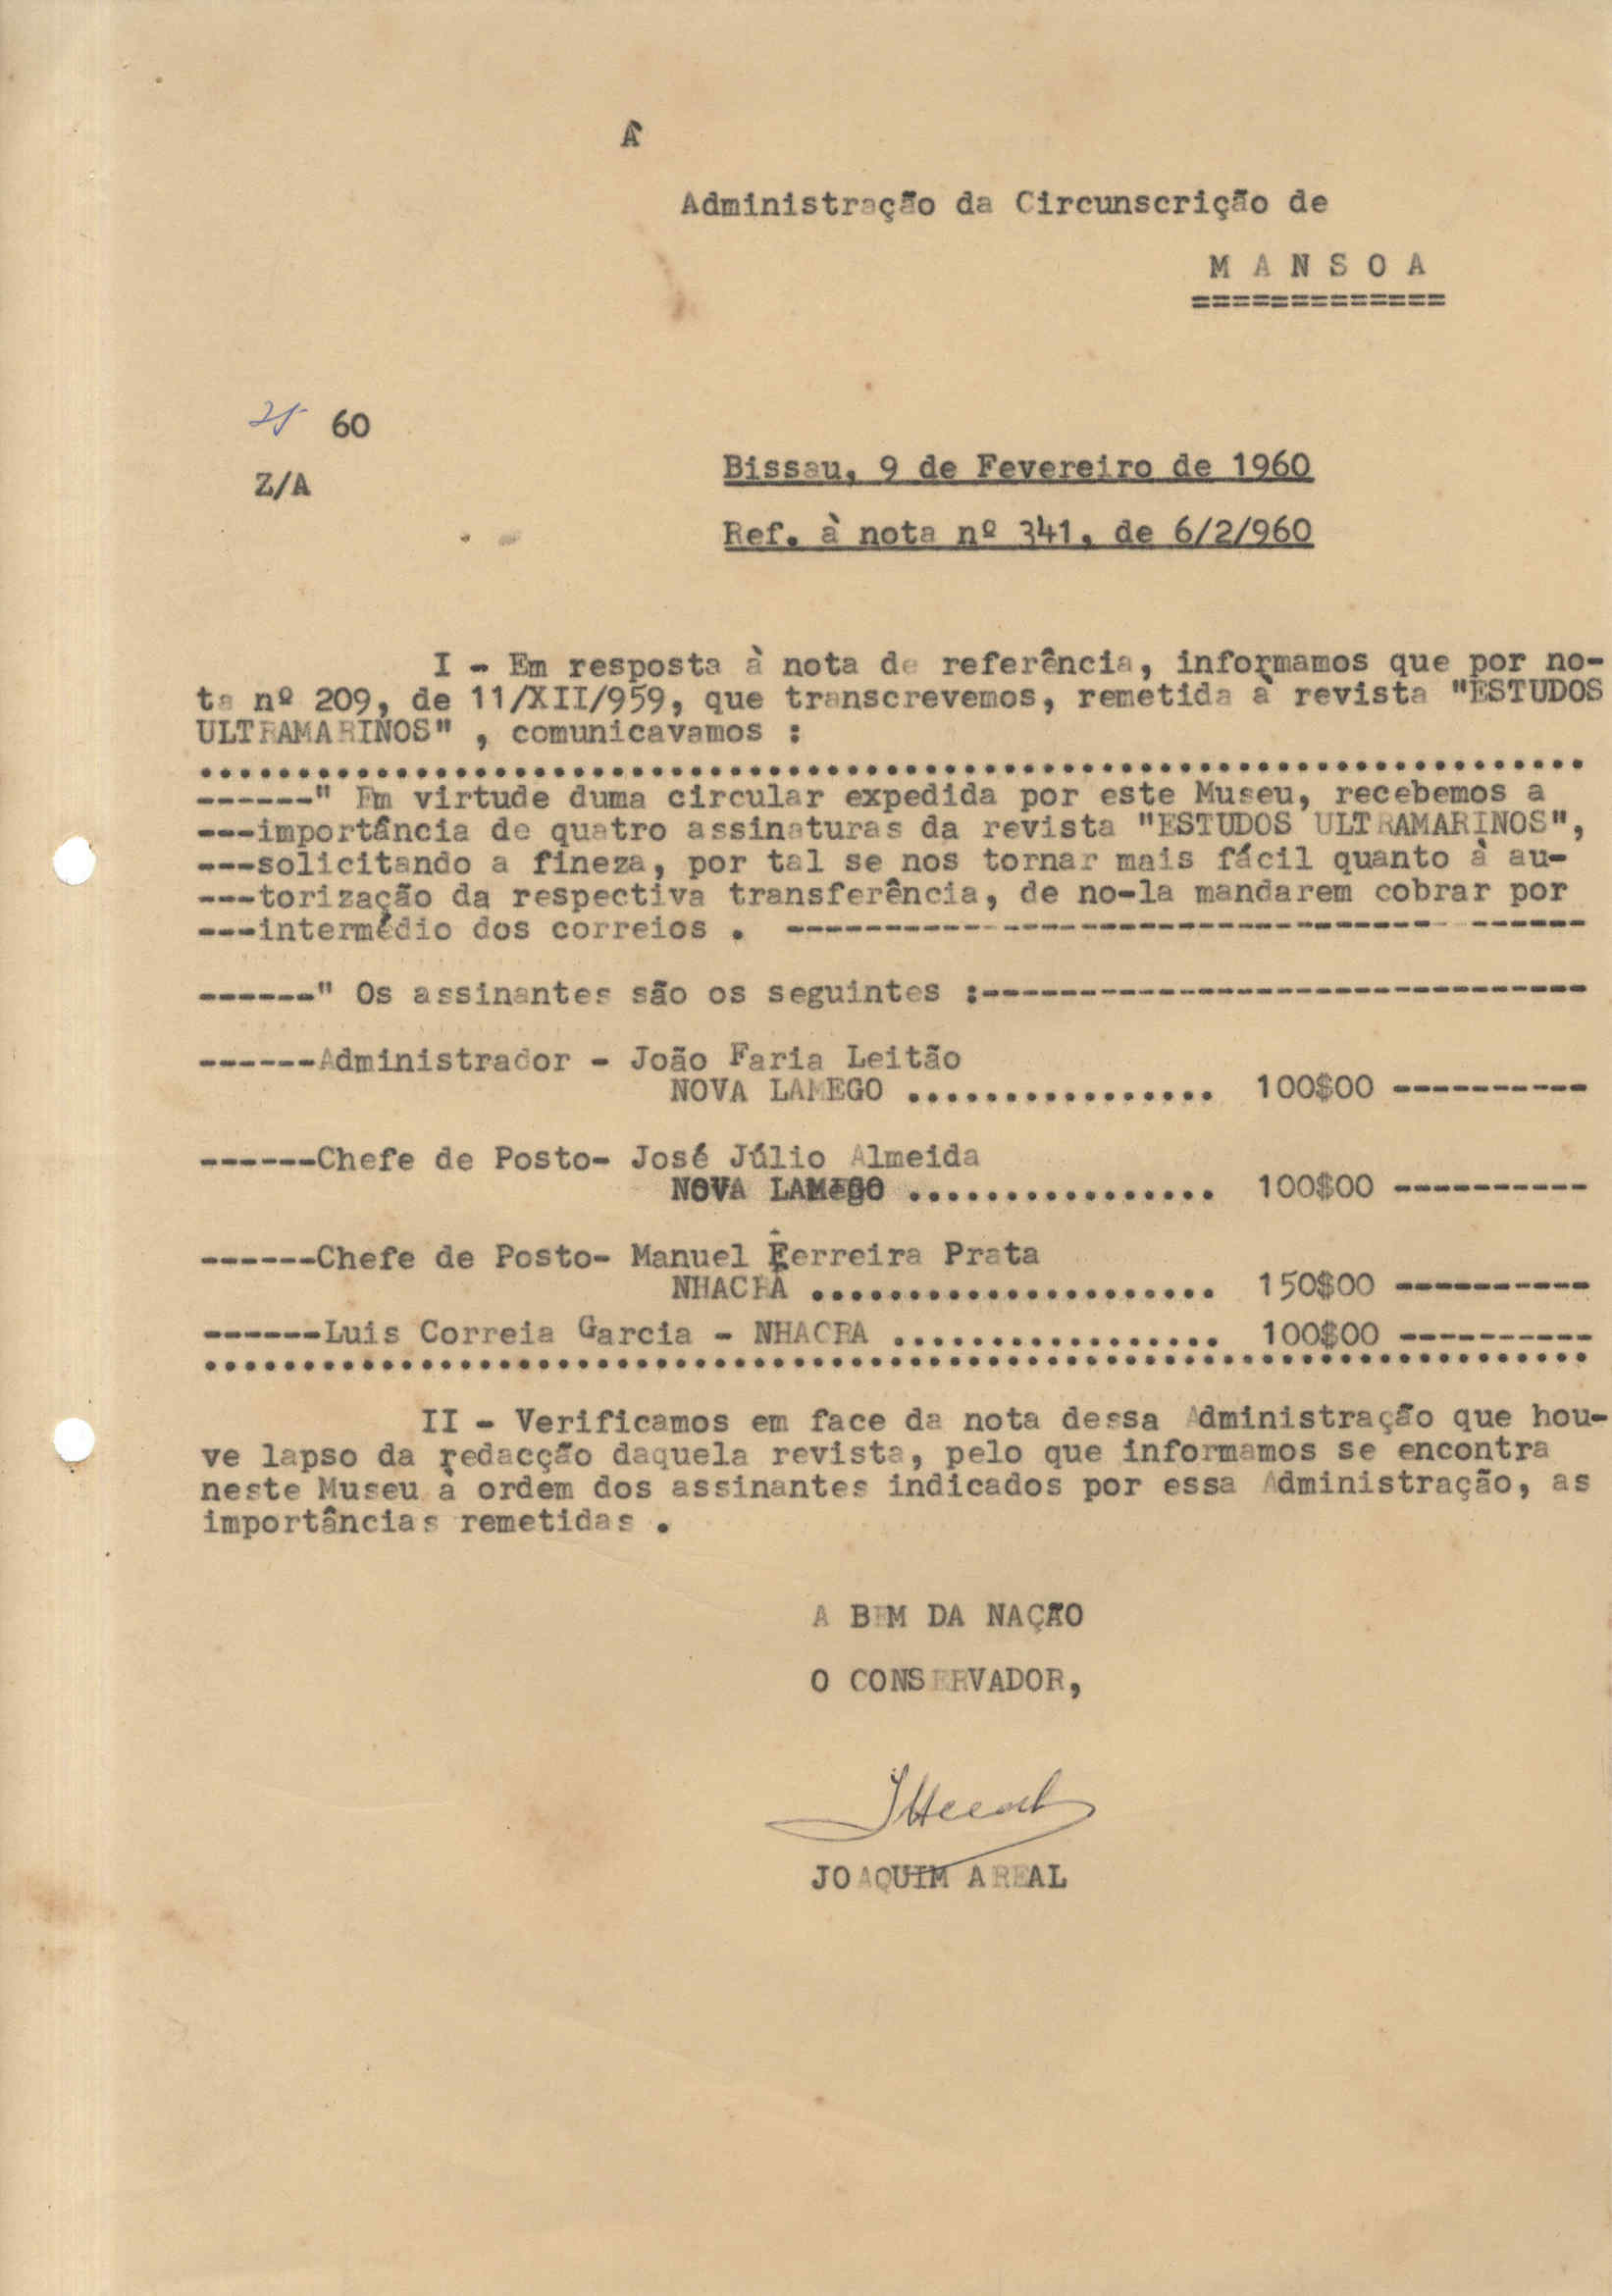 À
Administração da Circunscrição de
M A N S O A
=============
25 60
Z/A
Bissau, 9 de Fevereiro de 1960
Ref. à nota nº 341, de 6/2/960
I - Em resposta à nota de referência, informamos que por no-
ta nº 209, de 11/XII/959, que transcrevemos, remetida à revista "ESTUDOS
ULTRAMARINOS" , comunicavamos :
.......................................................................
------" Em virtude duma circular expedida por este Museu, recebemos a
---importância de quatro assinaturas da revista "ESTUDOS ULTRAMARINOS",
---solicitando a fineza, por tal se nos tornar mais fácil quanto à au-
---torização da respectiva transferência, de no-la mandarem cobrar por
---intermédio dos correios . -----------------------------------------
------" Os assinantes são os seguintes :-------------------------------
------Administrador - João Faria Leitão
NOVA LAMEGO ................ 100$00 ----------
------Chefe de Posto- José Júlio Almeida
NOVA LAMEGO ................ 100$00 ----------
------Chefe de Posto- Manuel Ferreira Prata
NHACRA ..................... 150$00 ----------
------Luis Correia Garcia - NHACRA ................. 100$00 ----------
.......................................................................
II - Verificamos em face da nota dessa Administração que hou-
ve lapso da redacção daquela revista, pelo que informamos se encontra
neste Museu à ordem dos assinantes indicados por essa Administração, as
importâncias remetidas .
A BEM DA NAÇÃO
O CONSERVADOR,
JOAQUIM AREAL